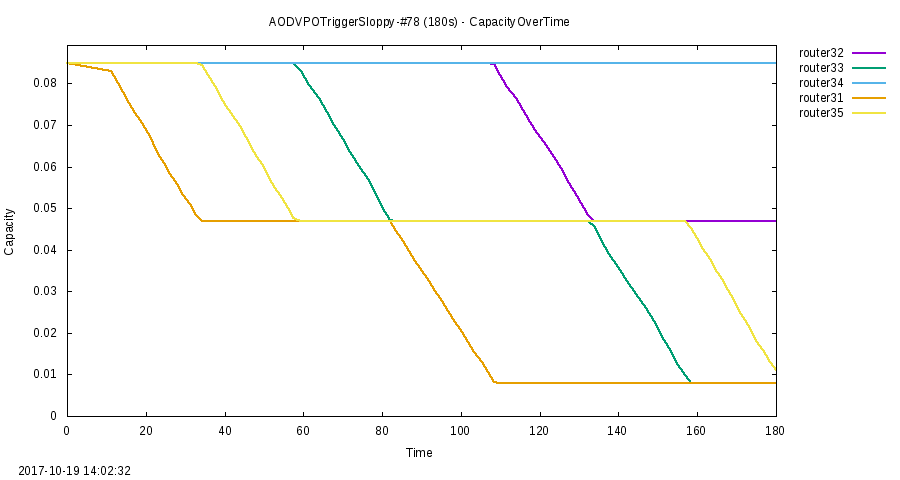 AODVPOTriggerSloppy-#78 (180s) - CapacityOverTime
router32
router33
router34
router31
router35
0.08
0.07
0.06
0.05
0.04
0.03
0.02
0.01
0
Capacity
0 20 40 60 80 100 120 140 160 180
Time
2017-10-19 14:02:32